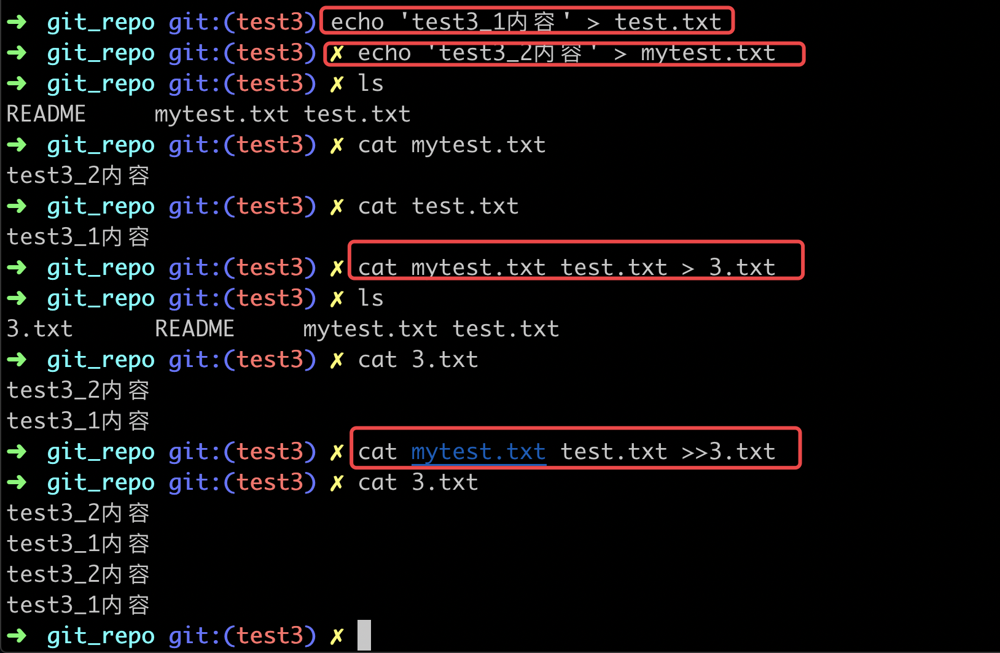 ➜ git_repo git:(test3) echo 'test3_1内容' > test.txt
➜ git_repo git:(test3) ✗ echo 'test3_2内容' > mytest.txt
➜ git_repo git:(test3) ✗ ls
README mytest.txt test.txt
➜ git_repo git:(test3) ✗ cat mytest.txt
test3_2内容
➜ git_repo git:(test3) ✗ cat test.txt
test3_1内容
➜ git_repo git:(test3) ✗ cat mytest.txt test.txt > 3.txt
➜ git_repo git:(test3) ✗ ls
3.txt README mytest.txt test.txt
➜ git_repo git:(test3) ✗ cat 3.txt
test3_2内容
test3_1内容
➜ git_repo git:(test3) ✗ cat mytest.txt test.txt >>3.txt
➜ git_repo git:(test3) ✗ cat 3.txt
test3_2内容
test3_1内容
test3_2内容
test3_1内容
➜ git_repo git:(test3) ✗